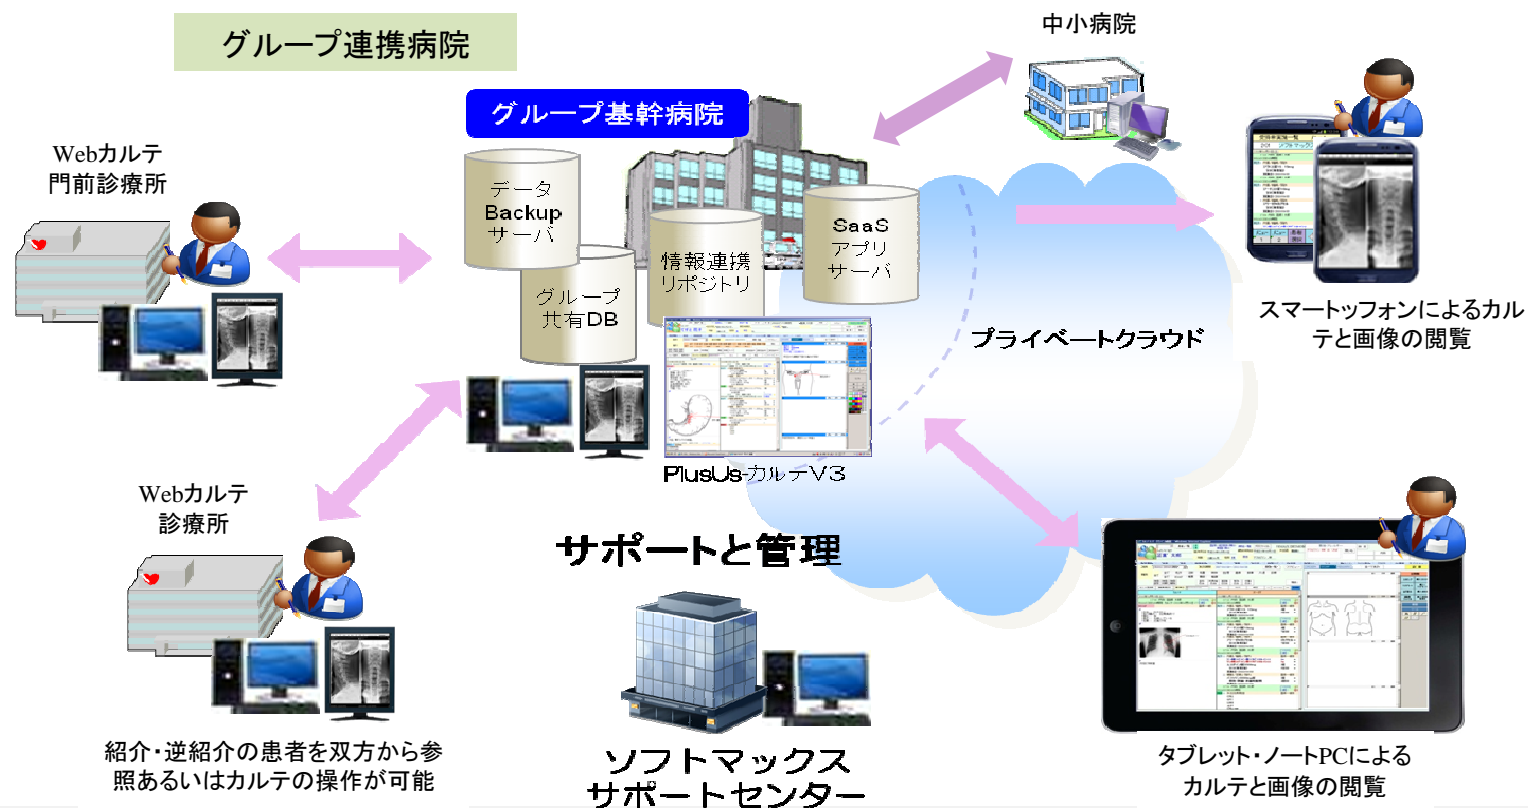 グループ連携病院
中小病院
グループ基幹病院
Webカルテ
門前診療所
データ
Backup
サーバ
SaaS
アプリ
サーバ
情報連携
リポジトリ
グループ
共有DB
プライベートクラウド
スマートッフォンによるカル
テと画像の閲覧
PlusUs-カルテV3
Webカルテ
診療所
サポートと管理
紹介・逆紹介の患者を双方から参
照あるいはカルテの操作が可能
ソフトマックス
サポートセンター
タブレット・ノートPCによる
カルテと画像の閲覧